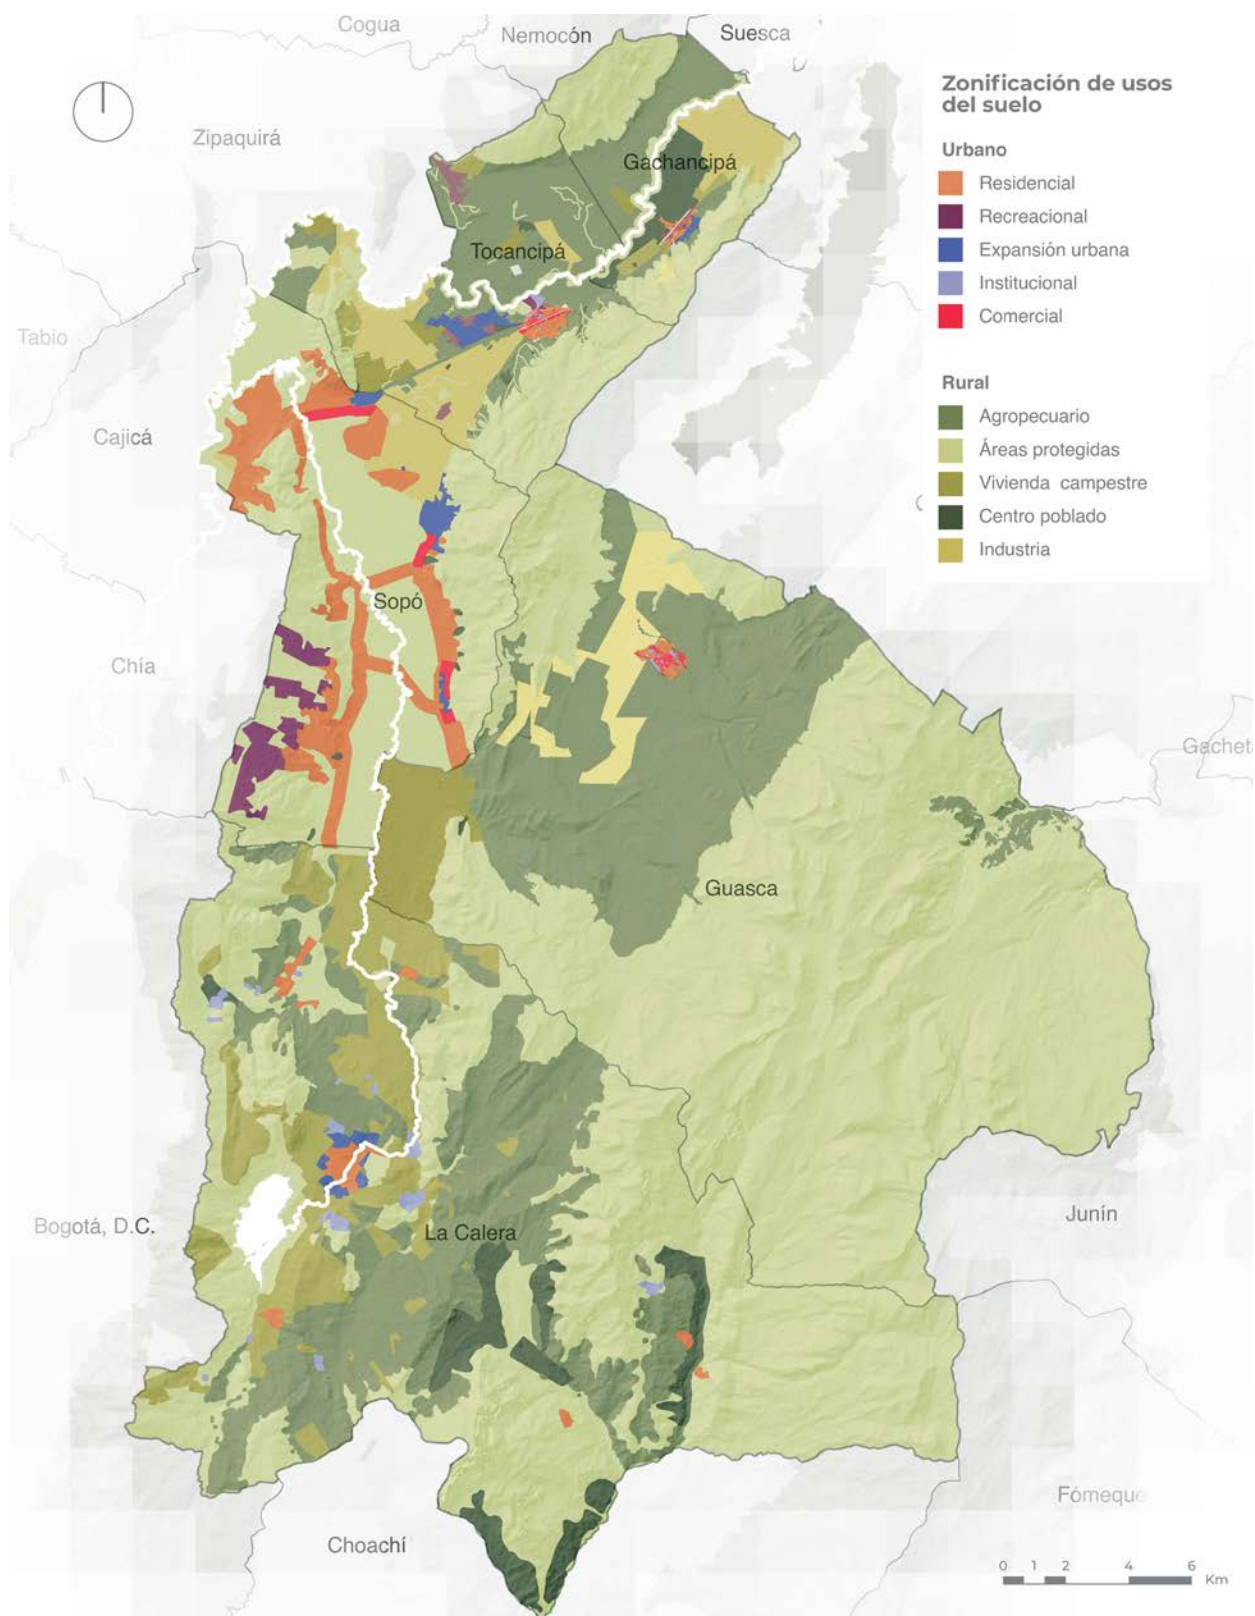 Cogua
Nemocón
Suesca
Zonificación de usos
del suelo
Zipaquirá
Urbano
Gachancipá
Residencial
Recreacional
Tocancipá
Expansión urbana
Institucional
Comercial
Tabio
Rural
Agropecuario
Cajicá
Áreas protegidas
Vivienda campestre
Centro poblado
Industria
Sopó
Chía
Guasca
Bogotá, D.C.
La Calera
Junín
Fómeque
Choachí
0 1 2 4 6
Km